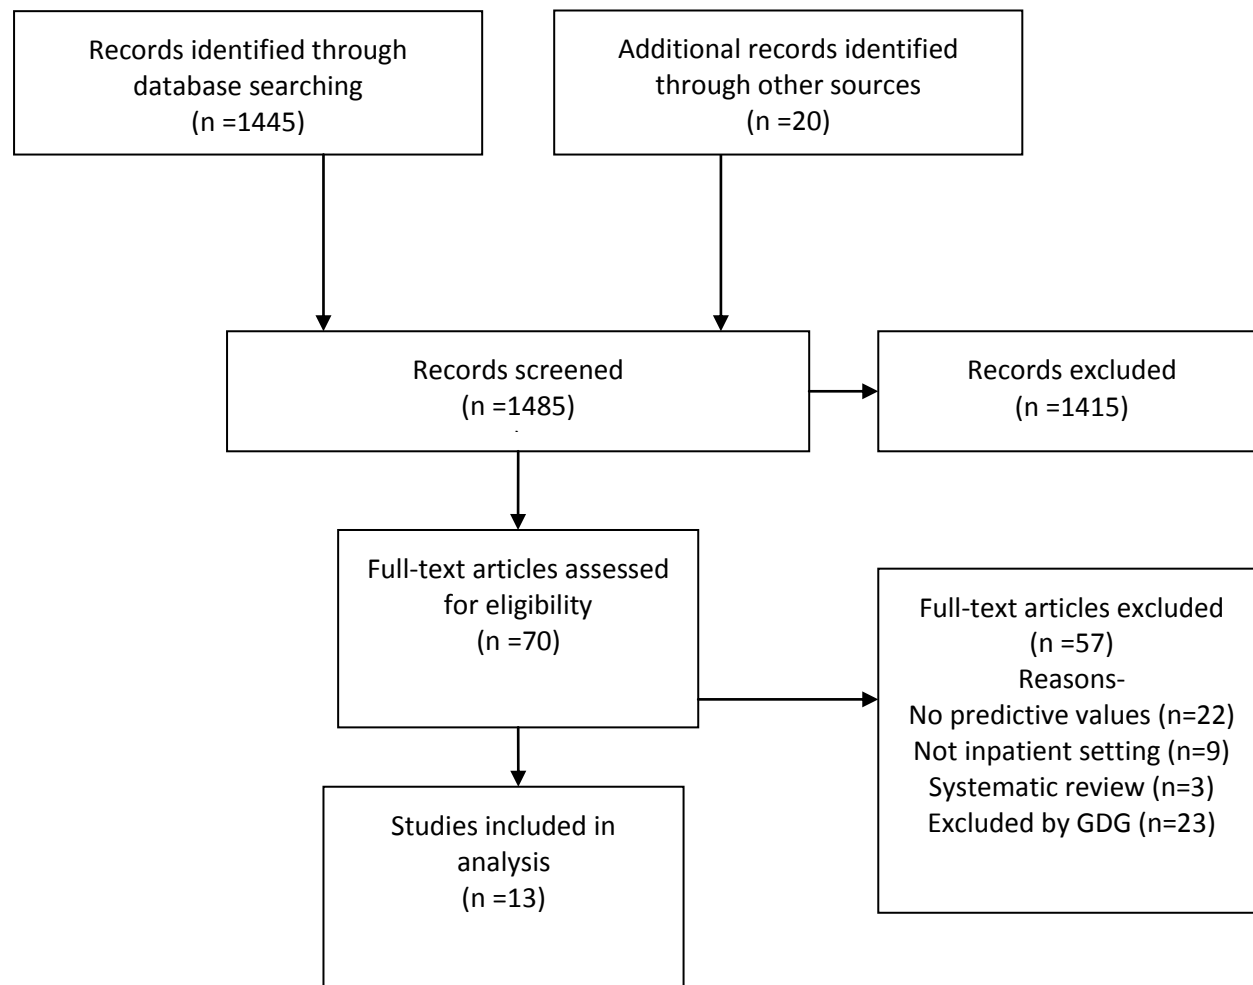 Records identified through
database searching
(n =1445)
Additional records identified
through other sources
(n =20)
Records screened
(n =1485)
.
Records excluded
(n =1415)
Full-text articles assessed
for eligibility
(n =70)
Full-text articles excluded
(n =57)
Reasons-
No predictive values (n=22)
Not inpatient setting (n=9)
Systematic review (n=3)
Excluded by GDG (n=23)
Studies included in
analysis
(n =13)